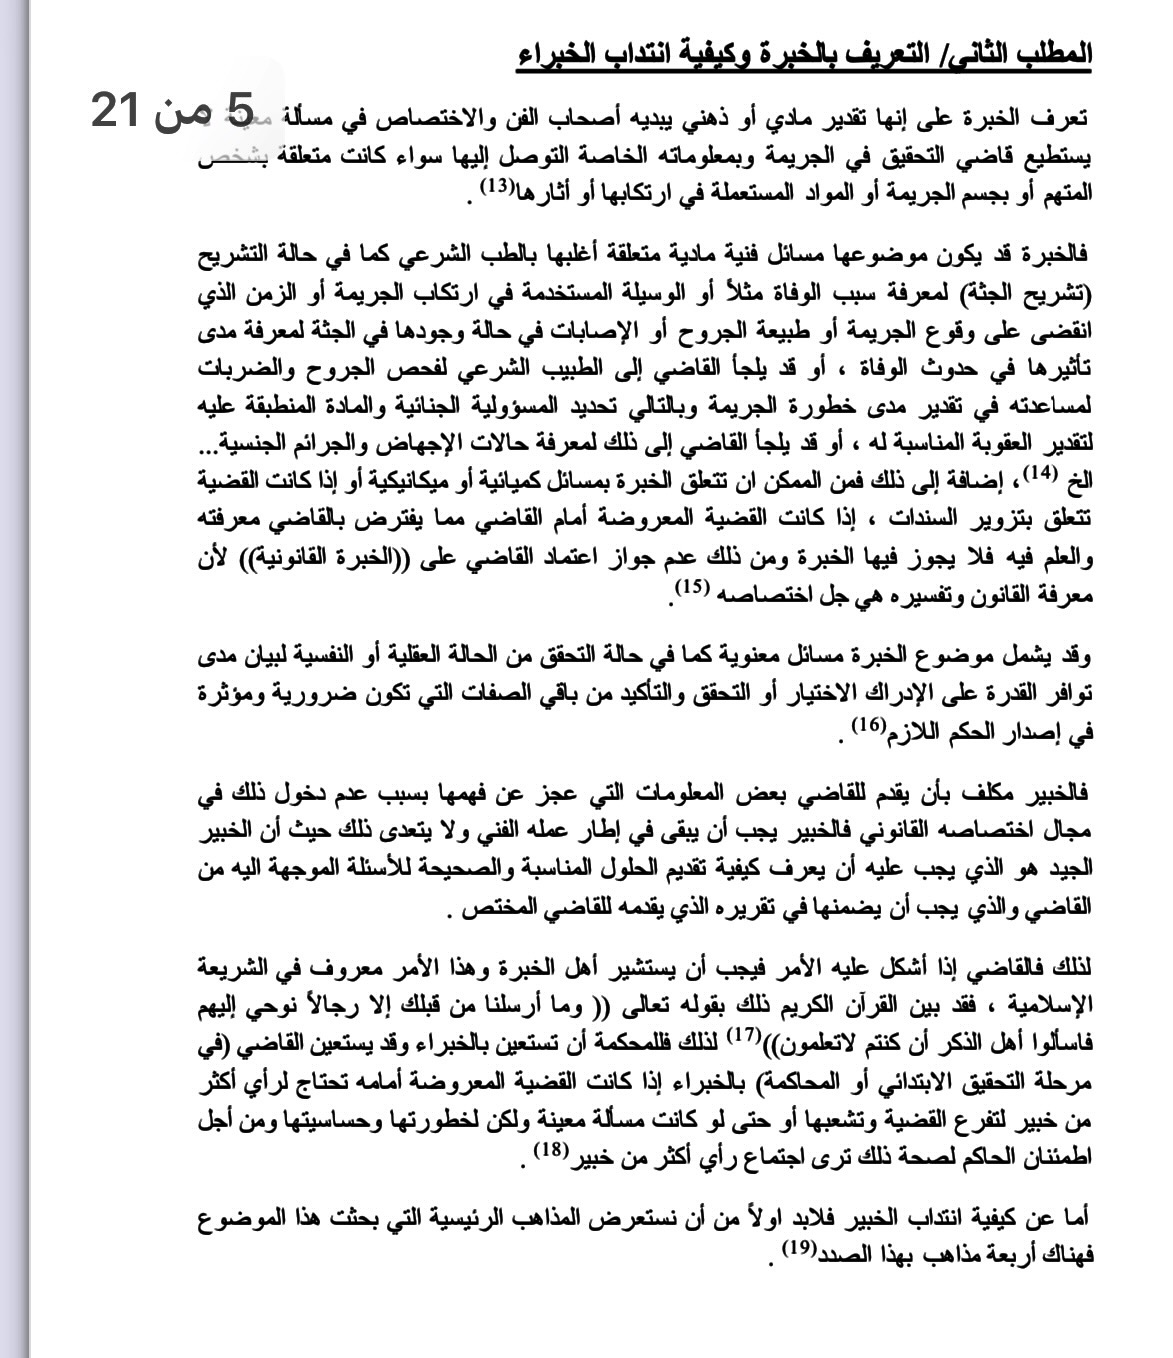 المطلب الثاني/ التعريف بالخبرة وكيفية انتداب الخبراء
5 من 21
تعرف الخبرة على إنها تقدير مادي أو ذهني يبديه أصحاب الفن والاختصاص في مسألة معينة لا
يستطيع قاضي التحقيق في الجريمة وبمعلوماته الخاصة التوصل إليها سواء كانت متعلقة بشخص
المتهم أو بجسم الجريمة أو المواد المستعملة في ارتكابها أو أثارها(13) .
فالخبرة قد يكون موضوعها مسائل فنية مادية متعلقة أغلبها بالطب الشرعي كما في حالة التشريح
(تشريح الجثة) لمعرفة سبب الوفاة مثلاً أو الوسيلة المستخدمة في ارتكاب الجريمة أو الزمن الذي
انقضى على وقوع الجريمة أو طبيعة الجروح أو الإصابات في حالة وجودها في الجثة لمعرفة مدى
تأثيرها في حدوث الوفاة ، أو قد يلجأ القاضي إلى الطبيب الشرعي لفحص الجروح والضربات
لمساعدته في تقدير مدى خطورة الجريمة وبالتالي تحديد المسؤولية الجنائية والمادة المنطبقة عليه
لتقدير العقوبة المناسبة له ، أو قد يلجأ القاضي إلى ذلك لمعرفة حالات الإجهاض والجرائم الجنسية...
الخ (14)، إضافة إلى ذلك فمن الممكن ان تتعلق الخبرة بمسائل كميائية أو ميكانيكية أو إذا كانت القضية
تتعلق بتزوير السندات ، إذا كانت القضية المعروضة أمام القاضي مما يفترض بالقاضي معرفته
والعلم فيه فلا يجوز فيها الخبرة ومن ذلك عدم جواز اعتماد القاضي على ((الخبرة القانونية)) لأن
معرفة القانون وتفسيره هي جل اختصاصه (15).
وقد يشمل موضوع الخبرة مسائل معنوية كما في حالة التحقق من الحالة العقلية أو النفسية لبيان مدى
توافر القدرة على الإدراك الاختيار أو التحقق والتأكيد من باقي الصفات التي تكون ضرورية ومؤثرة
في إصدار الحكم اللازم(16) .
فالخبير مكلف بأن يقدم للقاضي بعض المعلومات التي عجز عن فهمها بسبب عدم دخول ذلك في
مجال اختصاصه القانوني فالخبير يجب أن يبقى في إطار عمله الفني ولا يتعدى ذلك حيث أن الخبير
الجيد هو الذي يجب عليه أن يعرف كيفية تقديم الحلول المناسبة والصحيحة للأسئلة الموجهة اليه من
القاضي والذي يجب أن يضمنها في تقريره الذي يقدمه للقاضي المختص .
لذلك فالقاضي إذا أشكل عليه الأمر فيجب أن يستشير أهل الخبرة وهذا الأمر معروف في الشريعة
الإسلامية ، فقد بين القرآن الكريم ذلك بقوله تعالى (( وما أرسلنا من قبلك إلا رجالاً نوحي إليهم
فاسألوا أهل الذكر أن كنتم لاتعلمون))(17) لذلك فللمحكمة أن تستعين بالخبراء وقد يستعين القاضي (في
مرحلة التحقيق الابتدائي أو المحاكمة) بالخبراء إذا كانت القضية المعروضة أمامه تحتاج لرأي أكثر
من خبير لتفرع القضية وتشعبها أو حتى لو كانت مسألة معينة ولكن لخطورتها وحساسيتها ومن أجل
اطمئنان الحاكم لصحة ذلك ترى اجتماع رأي أكثر من خبير(18) .
أما عن كيفية انتداب الخبير فلابد اولاً من أن نستعرض المذاهب الرئيسية التي بحثت هذا الموضوع
فهناك أربعة مذاهب بهذا الصدد(19) .